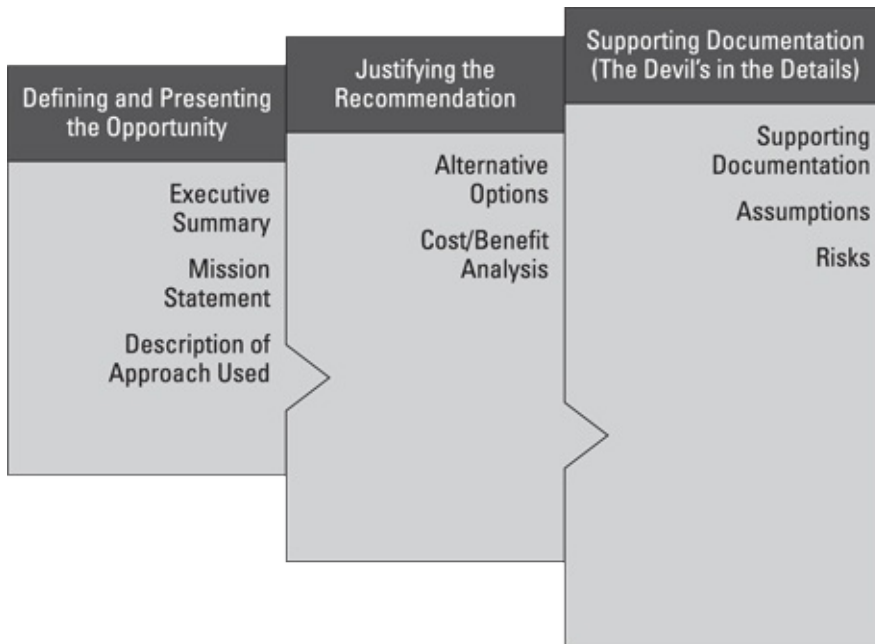 Defining and Presenting
the Opportunity
Executive
Summary
Mission
Statement
Description of
Approach Used
Justifying the
Recommendation
Alternative
Options
Cost/Benefit
Analysis
Supporting Documentation
(The Devil's in the Details)
Supporting
Documentation
Assumptions
Risks